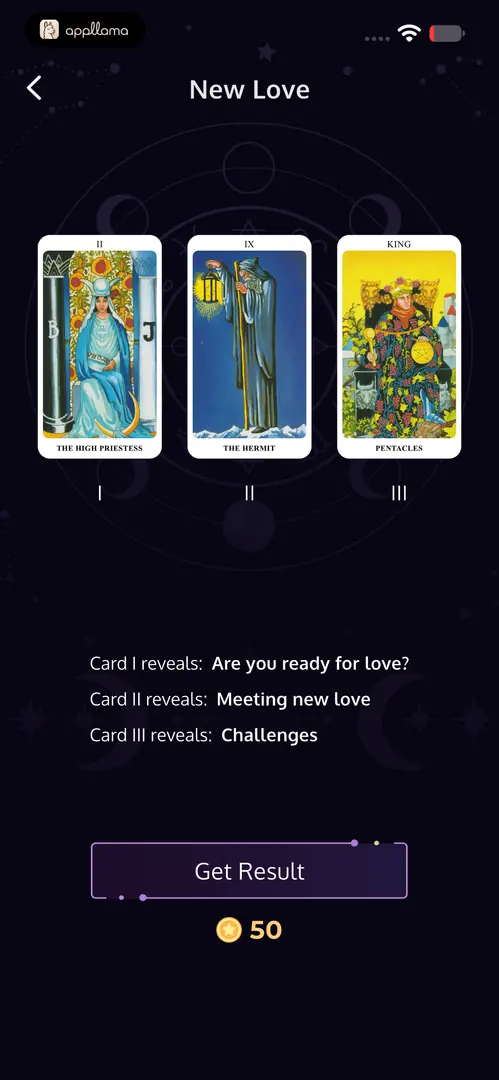 appllama
New Love
II
IX
KING
B
J
THE HIGH PRIESTESS
THE HERMIT
PENTACLES
I
II
III
Card I reveals: Are you ready for love?
Card II reveals: Meeting new love
Card III reveals: Challenges
Get Result
50